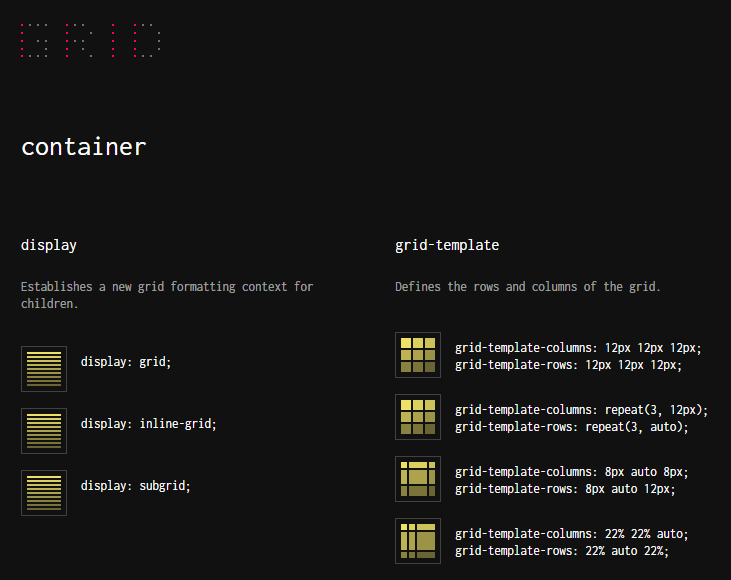 GRID
container
display
Establishes a new grid formatting context for
children.
display: grid;
display: inline-grid;
display: subgrid;
grid-template
Defines the rows and columns of the grid.
grid-template-columns: 12px 12px 12px;
grid-template-rows: 12px 12px 12px;
grid-template-columns: repeat(3, 12px);
grid-template-rows: repeat(3, auto);
grid-template-columns: 8px auto 8px;
grid-template-rows: 8px auto 12px;
grid-template-columns: 22% 22% auto;
grid-template-rows: 22% auto 22%;